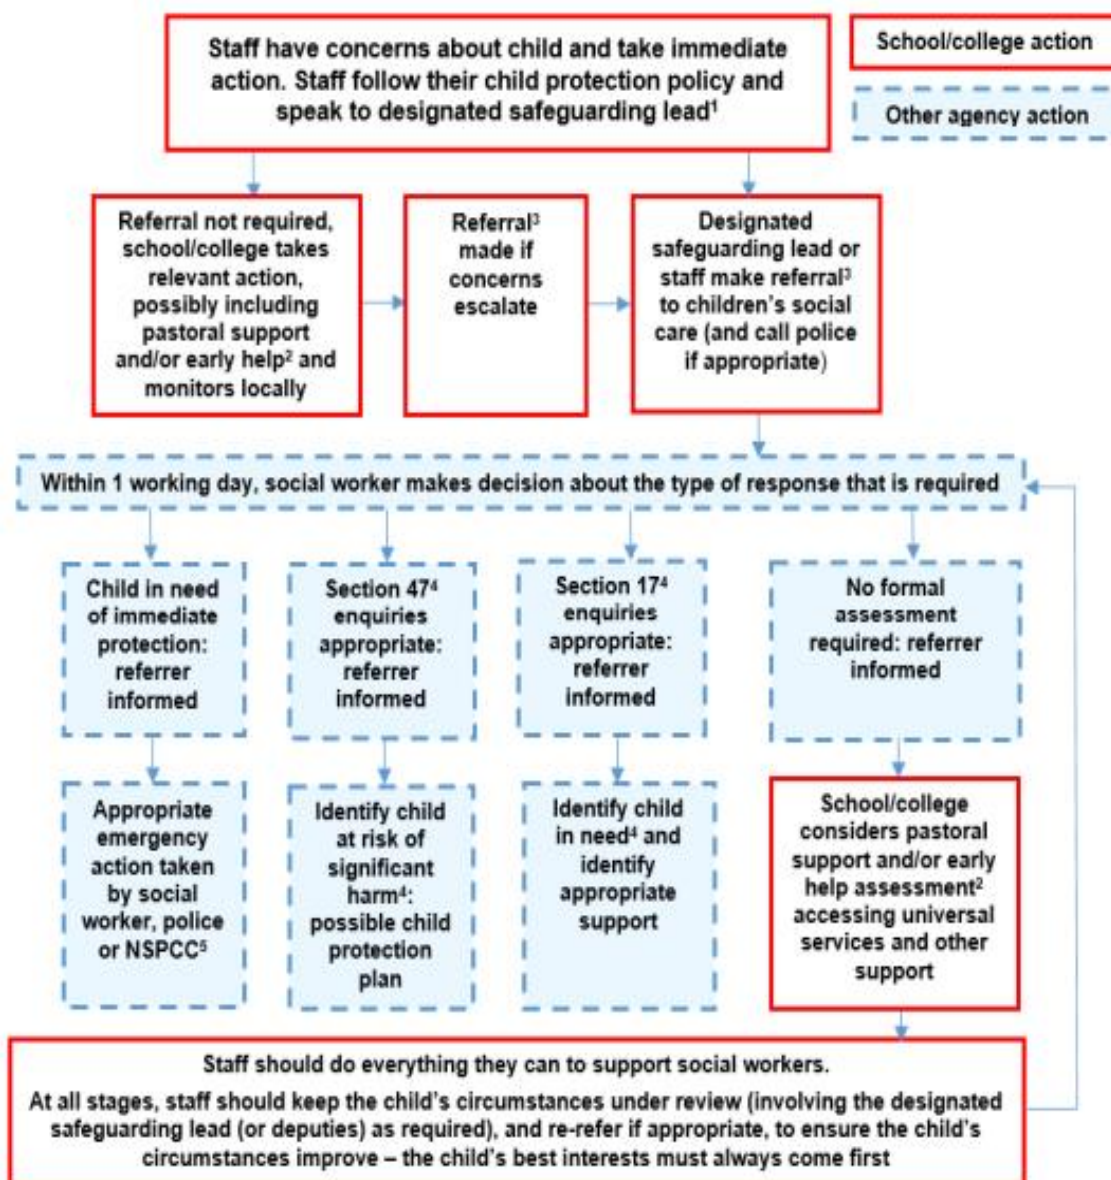 Staff have concerns about child and take immediate
action. Staff follow their child protection policy and
speak to designated safeguarding lead¹
School/college action
Other agency action
Referral not required,
school/college takes
relevant action,
possibly including
pastoral support
and/or early help² and
monitors locally
Referral³
made if
concerns
escalate
Designated
safeguarding lead or
staff make referral³
to children’s social
care (and call police
if appropriate)
Within 1 working day, social worker makes decision about the type of response that is required
Child in need
of immediate
protection:
referrer
informed
Section 47⁴
enquiries
appropriate:
referrer
informed
Section 17⁴
enquiries
appropriate:
referrer
informed
No formal
assessment
required: referrer
informed
Appropriate
emergency
action taken
by social
worker, police
or NSPCC⁵
Identify child
at risk of
significant
harm⁴:
possible child
protection
plan
Identify child
in need⁴ and
identify
appropriate
support
School/college
considers pastoral
support and/or early
help assessment²
accessing universal
services and other
support
Staff should do everything they can to support social workers.
At all stages, staff should keep the child’s circumstances under review (involving the designated
safeguarding lead (or deputies) as required), and re-refer if appropriate, to ensure the child’s
circumstances improve – the child’s best interests must always come first